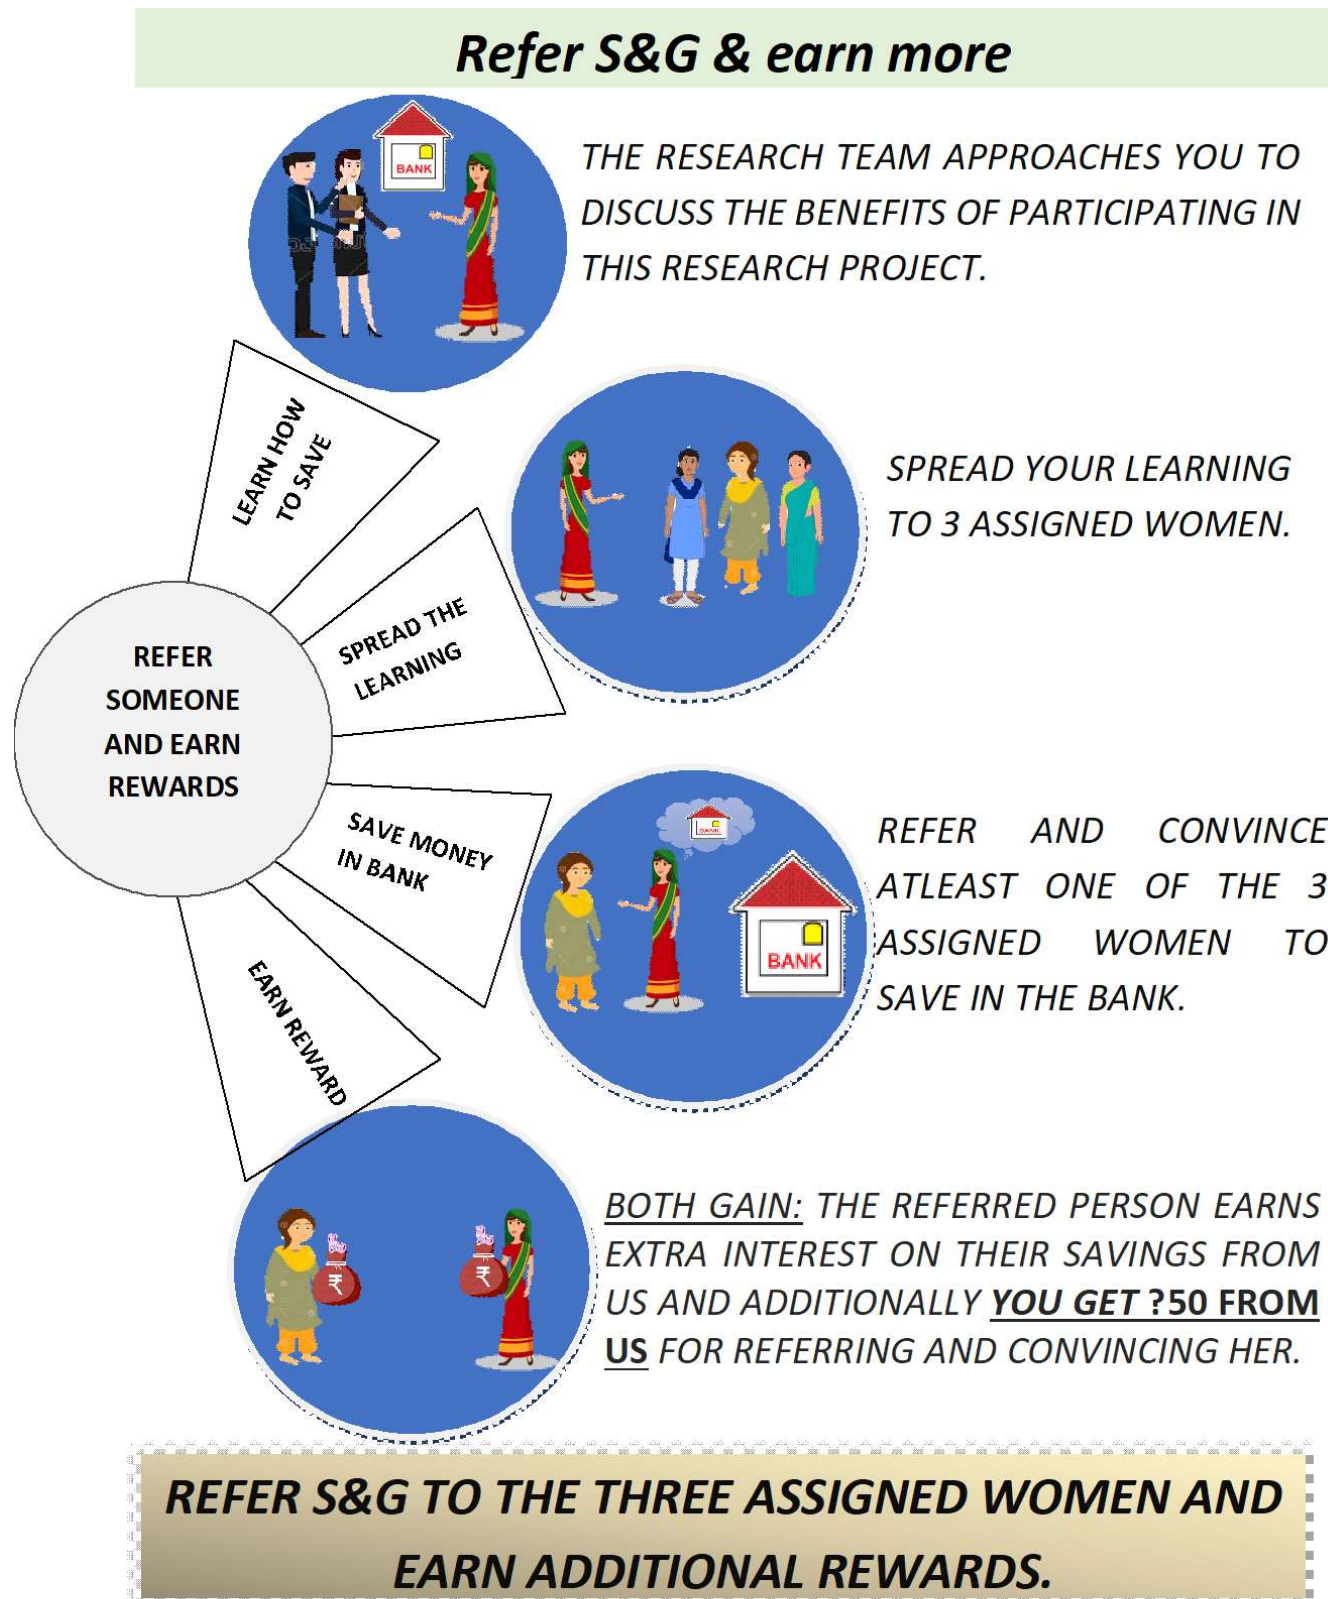 Refer S&G & earn more
BANK
THE RESEARCH TEAM APPROACHES YOU TO
DISCUSS THE BENEFITS OF PARTICIPATING IN
THIS RESEARCH PROJECT.
LEARN HOW
TO SAVE
SPREAD YOUR LEARNING
TO 3 ASSIGNED WOMEN.
SPREAD THE
LEARNING
REFER
SOMEONE
AND EARN
REWARDS
SAVE MONEY
IN BANK
BANK
BANK
REFER AND CONVINCE
ATLEAST ONE OF THE 3
ASSIGNED WOMEN TO
SAVE IN THE BANK.
EARN REWARD
₹
₹
BOTH GAIN: THE REFERRED PERSON EARNS
EXTRA INTEREST ON THEIR SAVINGS FROM
US AND ADDITIONALLY YOU GET ?50 FROM
US FOR REFERRING AND CONVINCING HER.
REFER S&G TO THE THREE ASSIGNED WOMEN AND
EARN ADDITIONAL REWARDS.